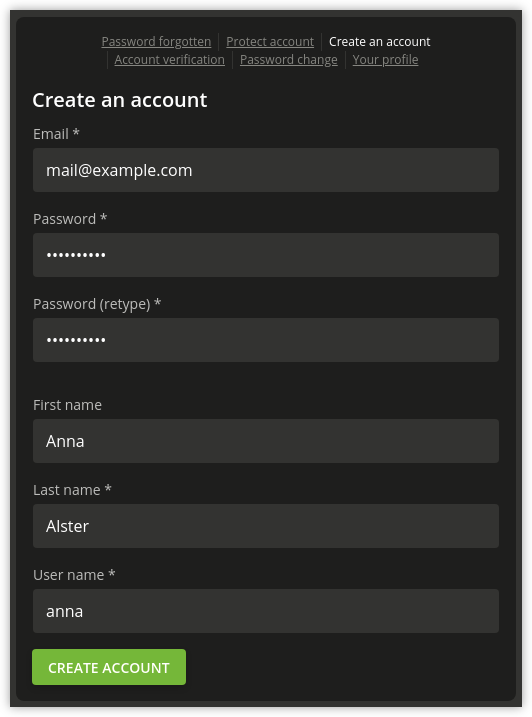 Password forgotten Protect account Create an account
Account verification Password change Your profile
Create an account
Email *
mail@example.com
Password *
••••••••••
Password (retype) *
••••••••••
First name
Anna
Last name *
Alster
User name *
anna
CREATE ACCOUNT